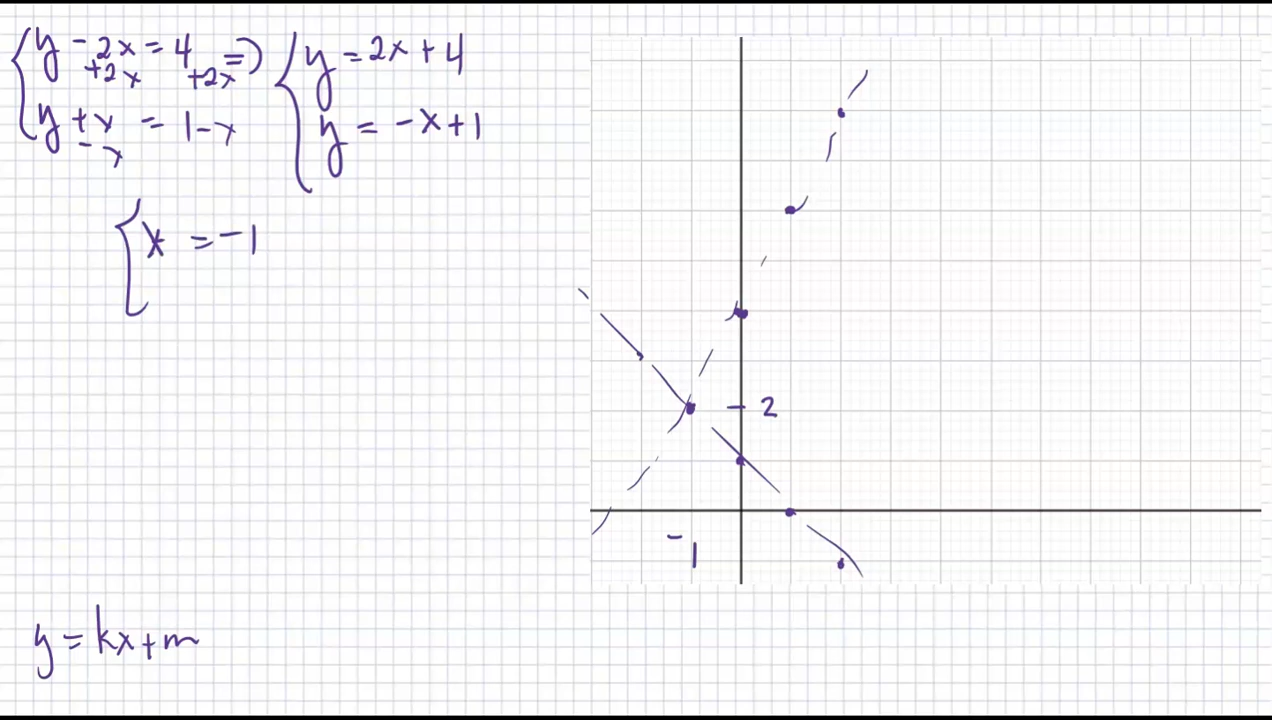 y - 2x = 4 => y = 2x + 4
+2x +2x
y + x = 1 - x y = -x + 1
- x
x = -1
2
-1
y = kx + m